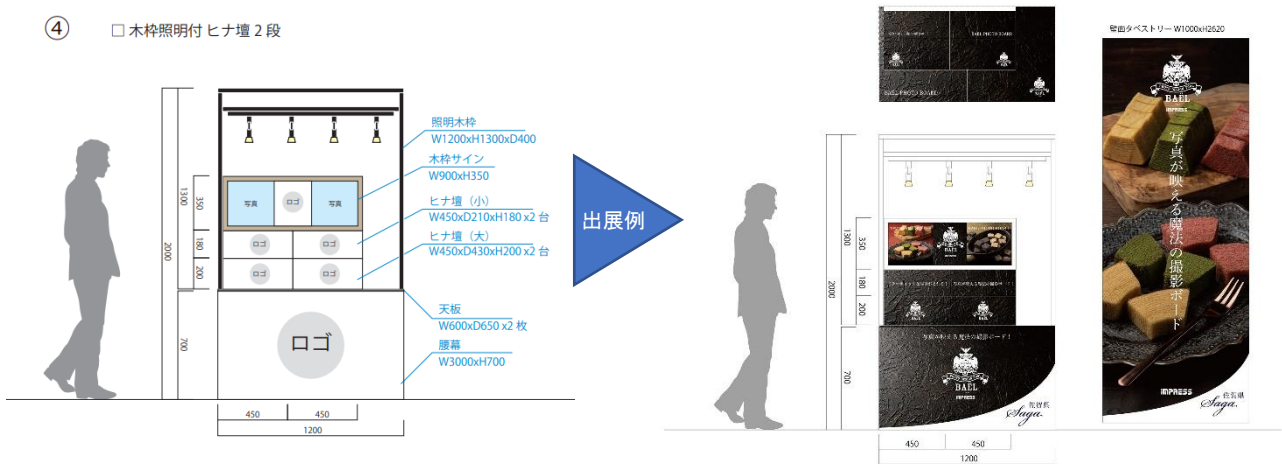 ④ □ 木枠照明付 ヒナ壇 2 段
照明木枠
W1200xH1300xD400
木枠サイン
W900xH350
ヒナ壇（小）
W450xD210xH180 x2 台
ヒナ壇（大）
W450xD430xH200 x2 台
天板
W600xD650 x2 枚
腰幕
W3000xH700
写真
ロゴ
写真
ロゴ
ロゴ
ロゴ
ロゴ
ロゴ
2000
1300
350
180
200
700
450
450
1200
出展例
BAEL PHOTO BOARD
BAEL PHOTO BOARD
2000
1300
350
180
200
700
写真が映える魔法の撮影ボード！
BAEL
IMPRESS
佐賀県
Saga.
450
450
1200
壁面タペストリー W1000xH2620
BAEL
IMPRESS
写真が映える魔法の撮影ボード
IMPRESS
佐賀県
Saga.